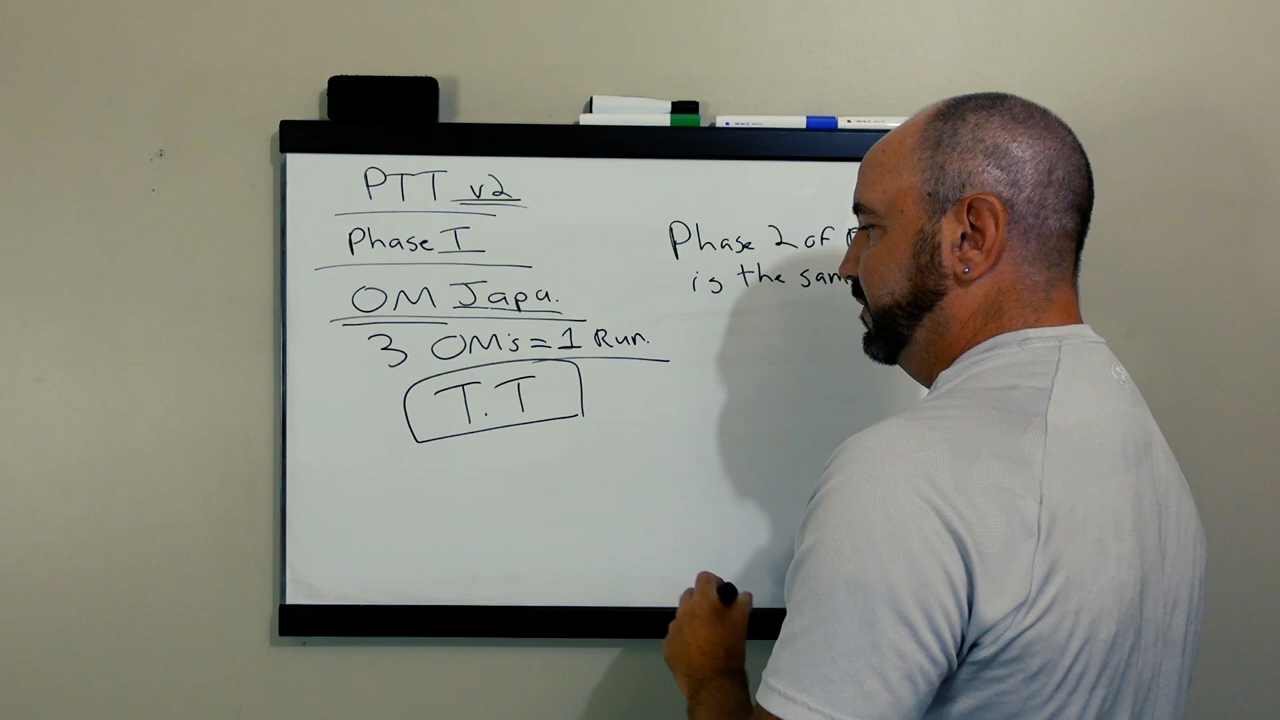 PTT v2
Phase I
OM Japa.
3 OM's = 1 Run.
T.T
Phase 2 of
is the sam